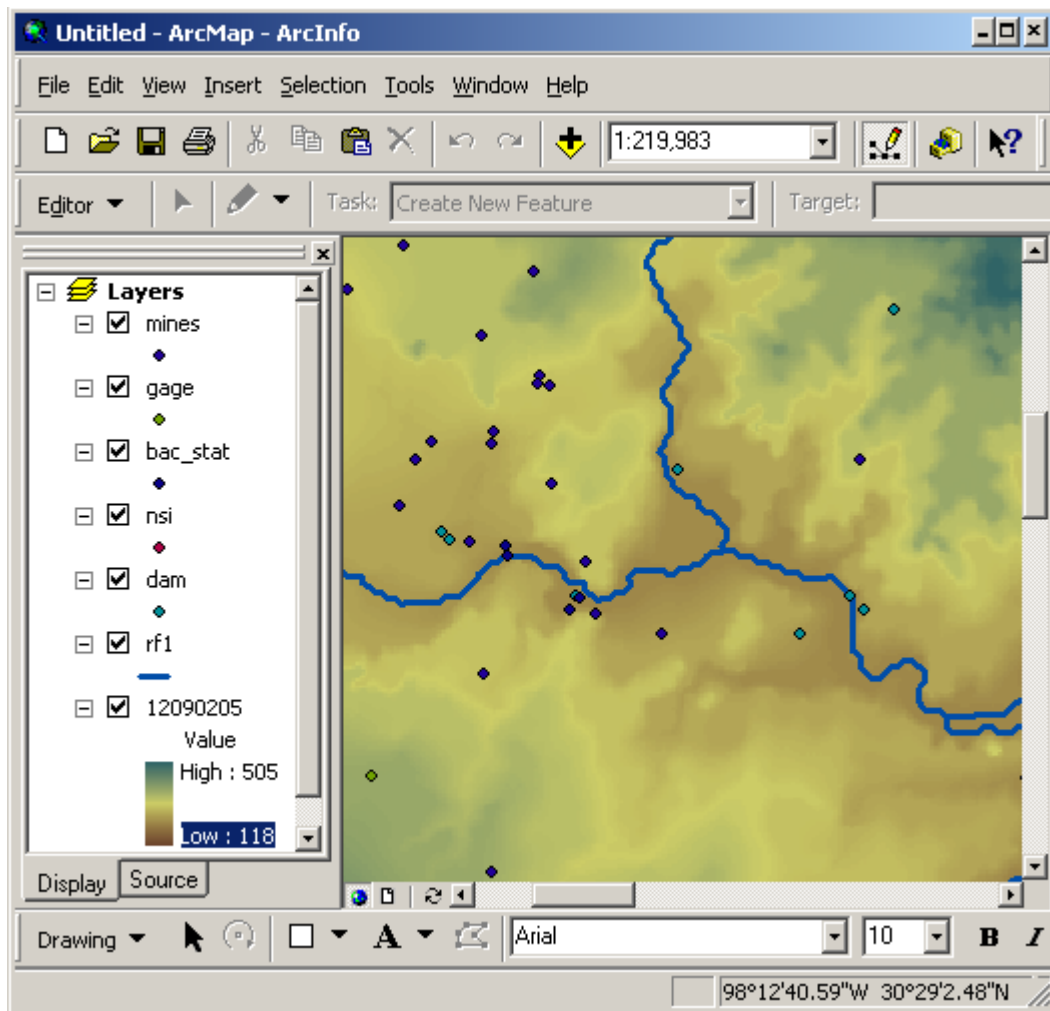 Untitled - ArcMap - ArcInfo
File Edit View Insert Selection Tools Window Help
1:219,983
Editor Task: Create New Feature Target:
Layers
mines
gage
bac_stat
nsi
dam
rf1
12090205
Value
High : 505
Low : 118
Display Source
Drawing A Arial 10 B I
98°12'40.59"W 30°29'2.48"N